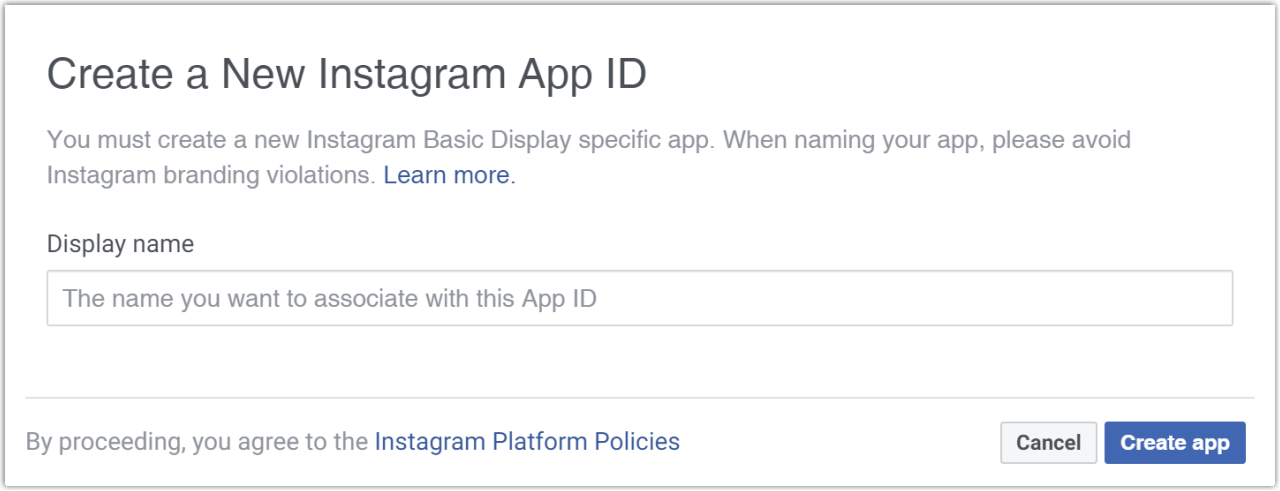 Create a New Instagram App ID
You must create a new Instagram Basic Display specific app. When naming your app, please avoid
Instagram branding violations. Learn more.
Display name
The name you want to associate with this App ID
By proceeding, you agree to the Instagram Platform Policies
Cancel
Create app